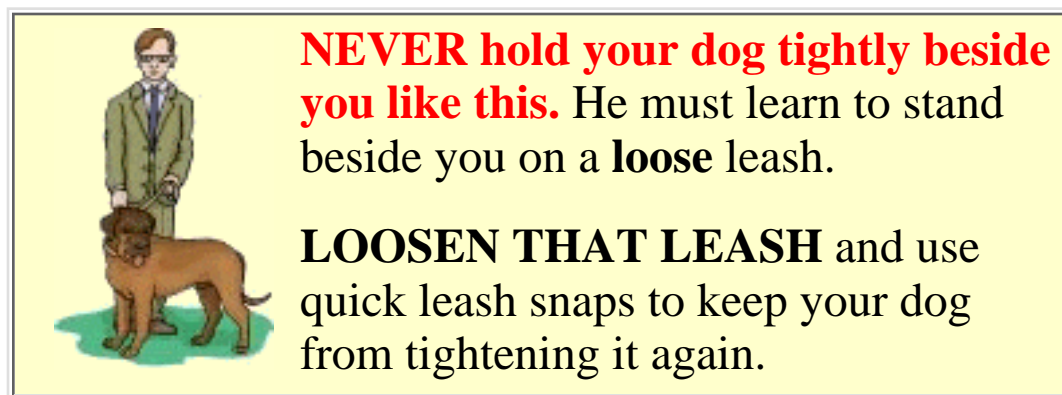 NEVER hold your dog tightly beside
you like this. He must learn to stand
beside you on a loose leash.
LOOSEN THAT LEASH and use
quick leash snaps to keep your dog
from tightening it again.